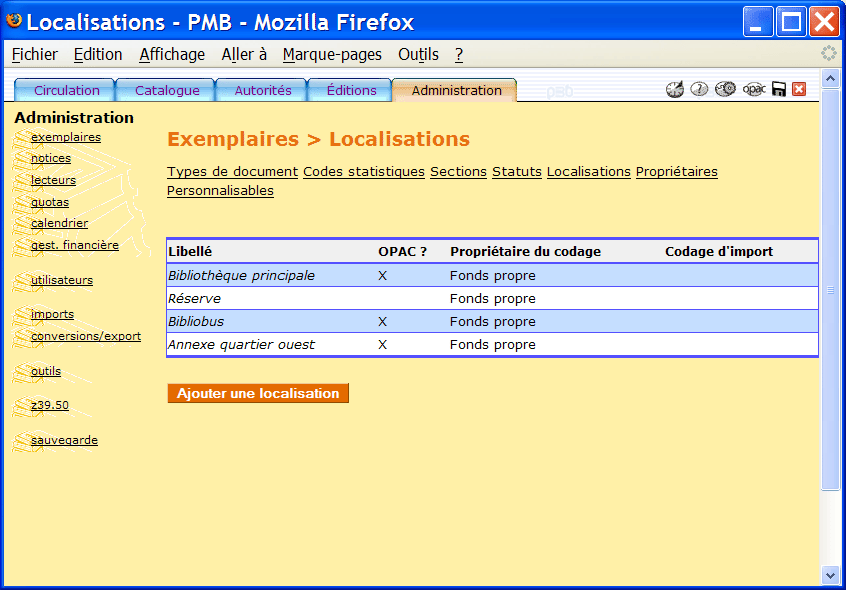 Localisations - PMB - Mozilla Firefox
Fichier Edition Affichage Aller à Marque-pages Outils ?
Circulation Catalogue Autorités Éditions Administration pmb opac
Administration
exemplaires
notices
lecteurs
quotas
calendrier
gest. financière
utilisateurs
imports
conversions/export
outils
z39.50
sauvegarde
Exemplaires > Localisations
Types de document Codes statistiques Sections Statuts Localisations Propriétaires
Personnalisables
Libellé OPAC ? Propriétaire du codage Codage d'import
Bibliothèque principale X Fonds propre
Réserve Fonds propre
Bibliobus X Fonds propre
Annexe quartier ouest X Fonds propre
Ajouter une localisation